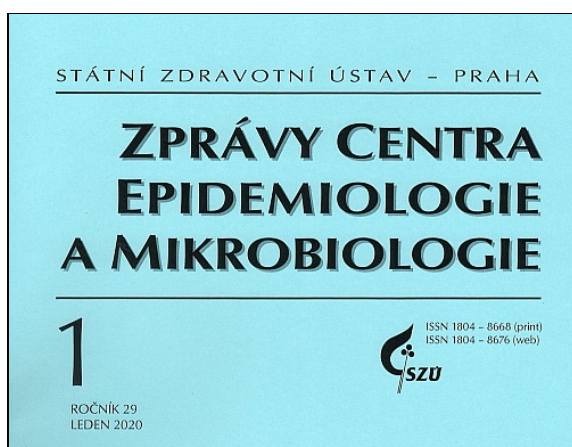 STÁTNÍ ZDRAVOTNÍ ÚSTAV – PRAHA
ZPRÁVY CENTRA
EPIDEMIOLOGIE
A MIKROBIOLOGIE
1
ISSN 1804 – 8668 (print)
ISSN 1804 – 8676 (web)
SZÚ
ROČNÍK 29
LEDEN 2020